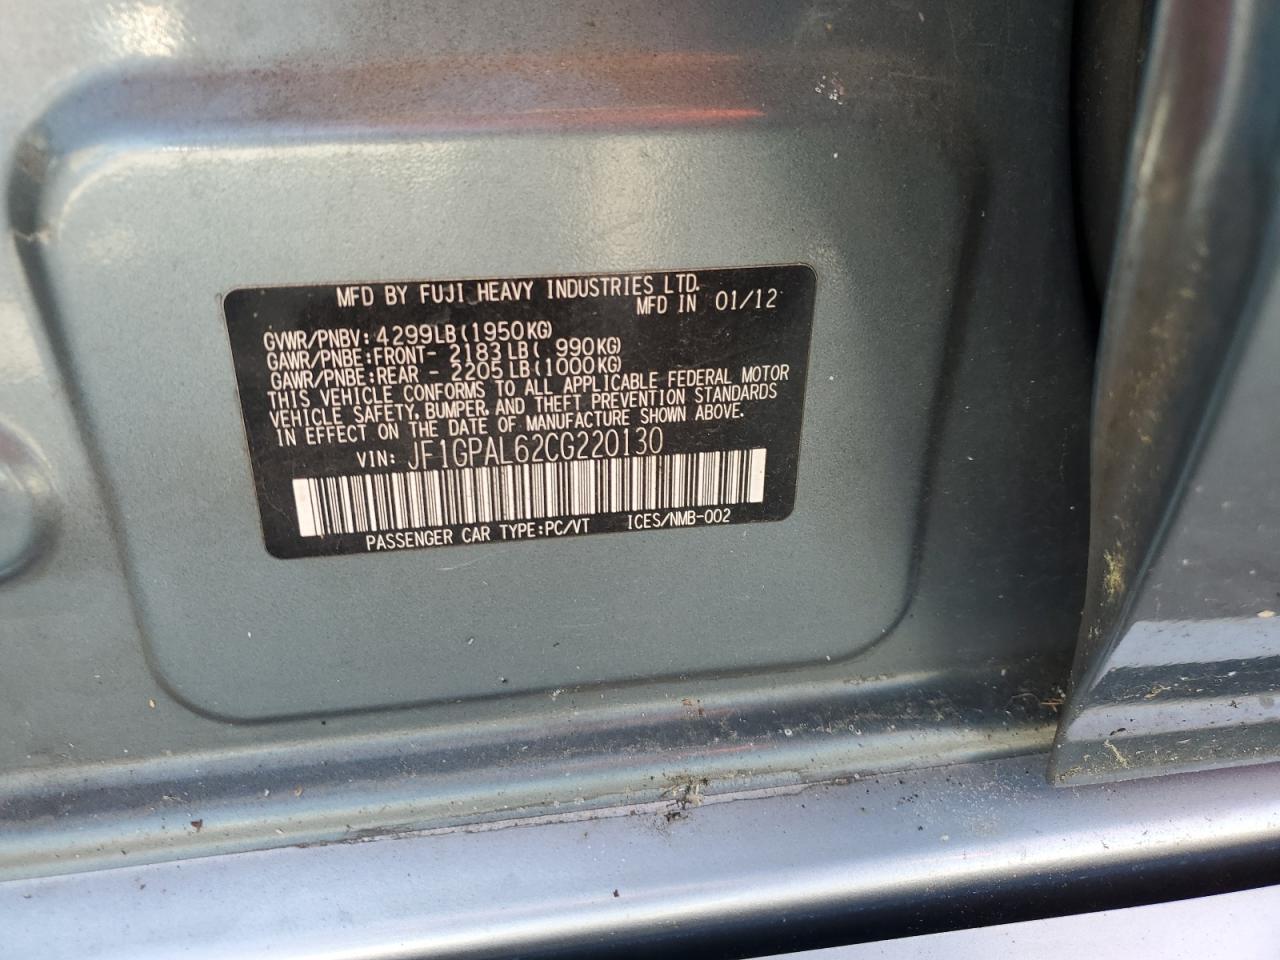 MFD BY FUJI HEAVY INDUSTRIES LTD.
MFD IN 01/12
GVWR/PNBV: 4299LB(1950KG)
GAWR/PNBE:FRONT- 2183LB( 990KG)
GAWR/PNBE:REAR - 2205LB(1000KG)
THIS VEHICLE CONFORMS TO ALL APPLICABLE FEDERAL MOTOR
VEHICLE SAFETY, BUMPER, AND THEFT PREVENTION STANDARDS
IN EFFECT ON THE DATE OF MANUFACTURE SHOWN ABOVE.
VIN: JF1GPAL62CG220130
PASSENGER CAR TYPE:PC/VT ICES/NMB-002